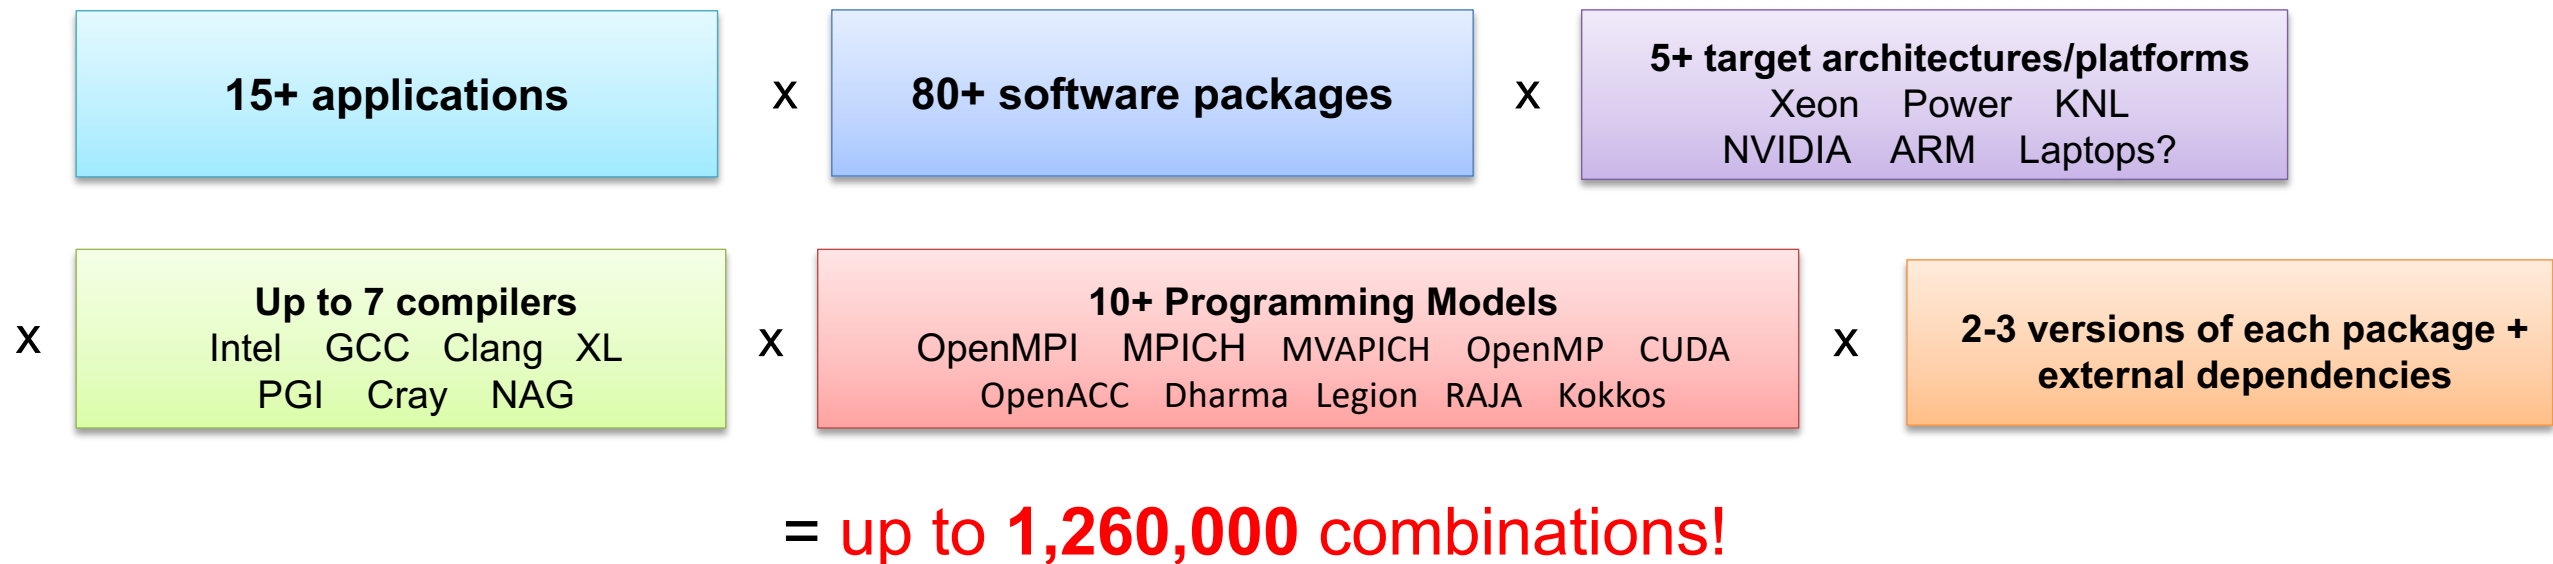 15+ applications
x
80+ software packages
x
5+ target architectures/platforms
Xeon Power KNL
NVIDIA ARM Laptops?
x
Up to 7 compilers
Intel GCC Clang XL
PGI Cray NAG
x
10+ Programming Models
OpenMPI MPICH MVAPICH OpenMP CUDA
OpenACC Dharma Legion RAJA Kokkos
x
2-3 versions of each package +
external dependencies
= up to 1,260,000 combinations!